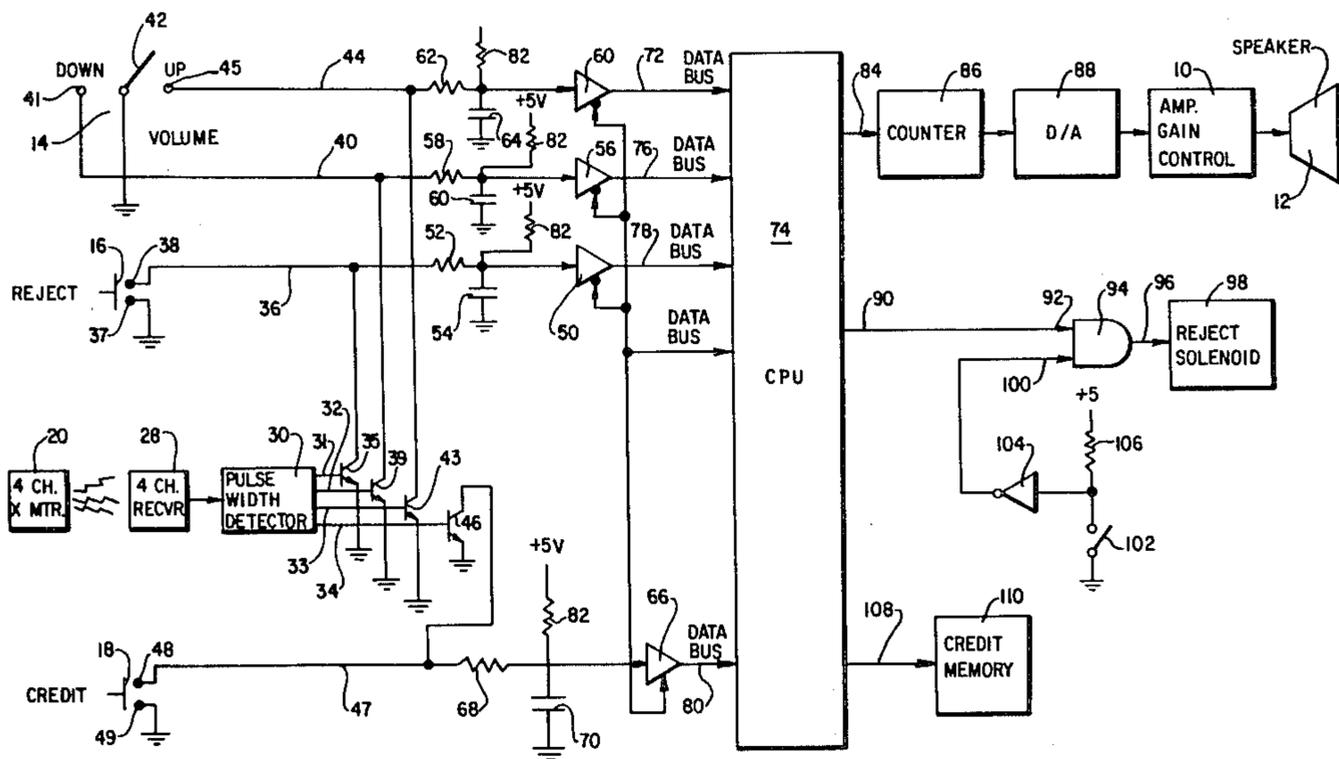 42
DOWN
UP
45
41
14
VOLUME
44
62
82
60
72
DATA
BUS
+5V
64
82
40
58
56
76
DATA
BUS
60
+5V
82
16
38
REJECT
37
36
52
54
50
78
DATA
BUS
DATA
BUS
74
CPU
84
86
COUNTER
88
D/A
10
AMP.
GAIN
CONTROL
SPEAKER
12
90
92
94
96
98
REJECT
SOLENOID
100
+5
104
106
102
20
4 CH.
X MTR.
28
4 CH.
RECVR.
30
PULSE
WIDTH
DETECTOR
31
32
35
39
43
46
33
34
+5V
82
66
DATA
BUS
80
18
48
CREDIT
49
47
68
70
108
110
CREDIT
MEMORY